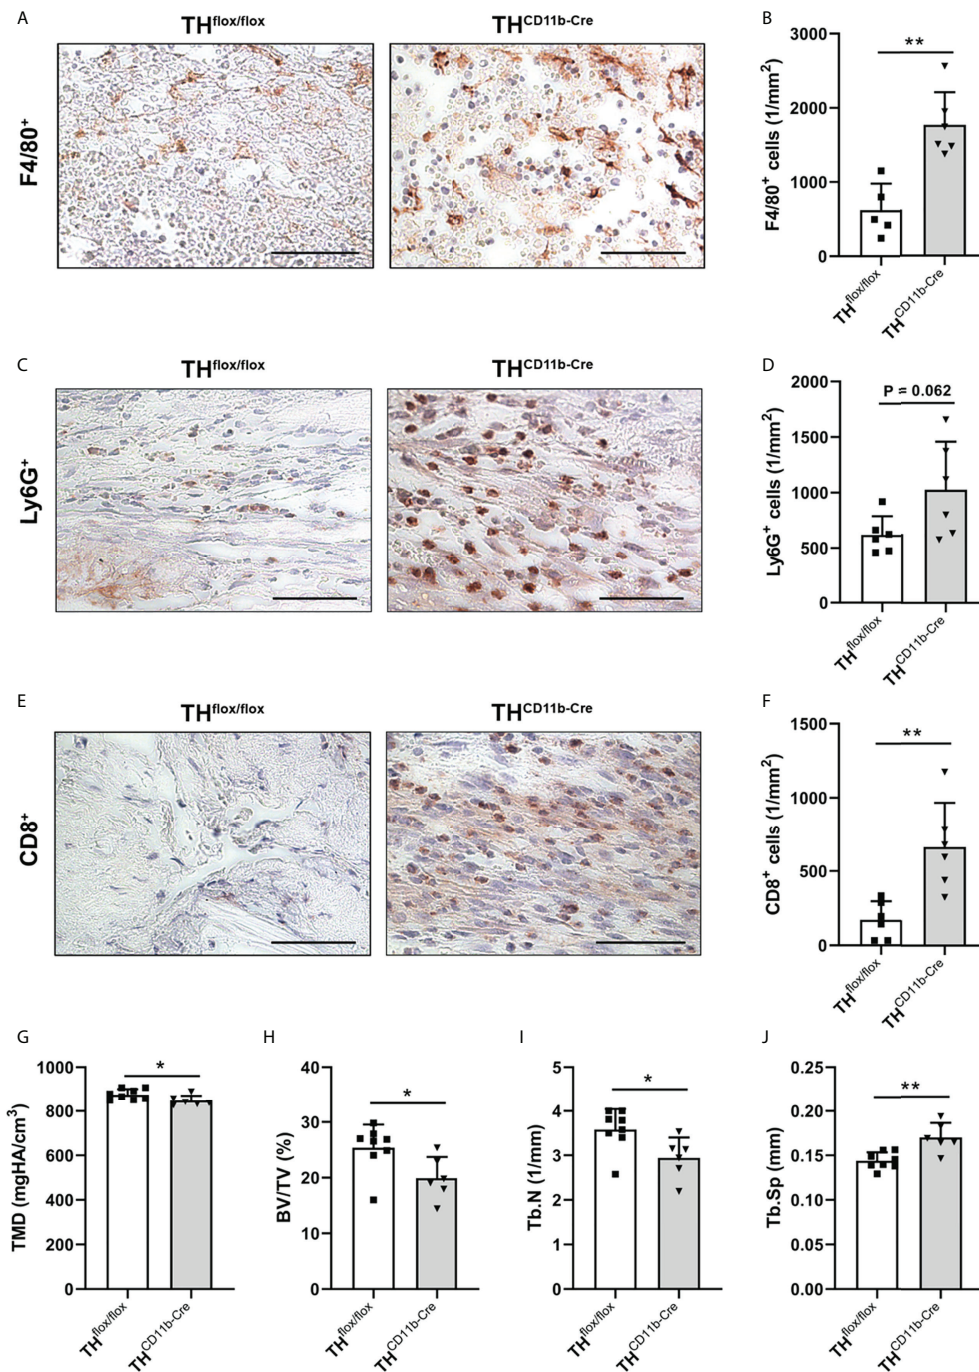 A
TH^flox/flox
TH^CD11b-Cre
F4/80⁺
B
3000
2000
1000
0
F4/80⁺ cells (1/mm²)
**
TH^flox/flox
TH^CD11b-Cre
C
TH^flox/flox
TH^CD11b-Cre
Ly6G⁺
D
2000
1500
1000
500
0
Ly6G⁺ cells (1/mm²)
P = 0.062
TH^flox/flox
TH^CD11b-Cre
E
TH^flox/flox
TH^CD11b-Cre
CD8⁺
F
1500
1000
500
0
CD8⁺ cells (1/mm²)
**
TH^flox/flox
TH^CD11b-Cre
G
1000
800
600
400
200
0
TMD (mgHA/cm³)
*
TH^flox/flox
TH^CD11b-Cre
H
40
30
20
10
0
BV/TV (%)
*
TH^flox/flox
TH^CD11b-Cre
I
5
4
3
2
1
0
Tb.N (1/mm)
*
TH^flox/flox
TH^CD11b-Cre
J
0.25
0.20
0.15
0.10
0.05
0.00
Tb.Sp (mm)
**
TH^flox/flox
TH^CD11b-Cre